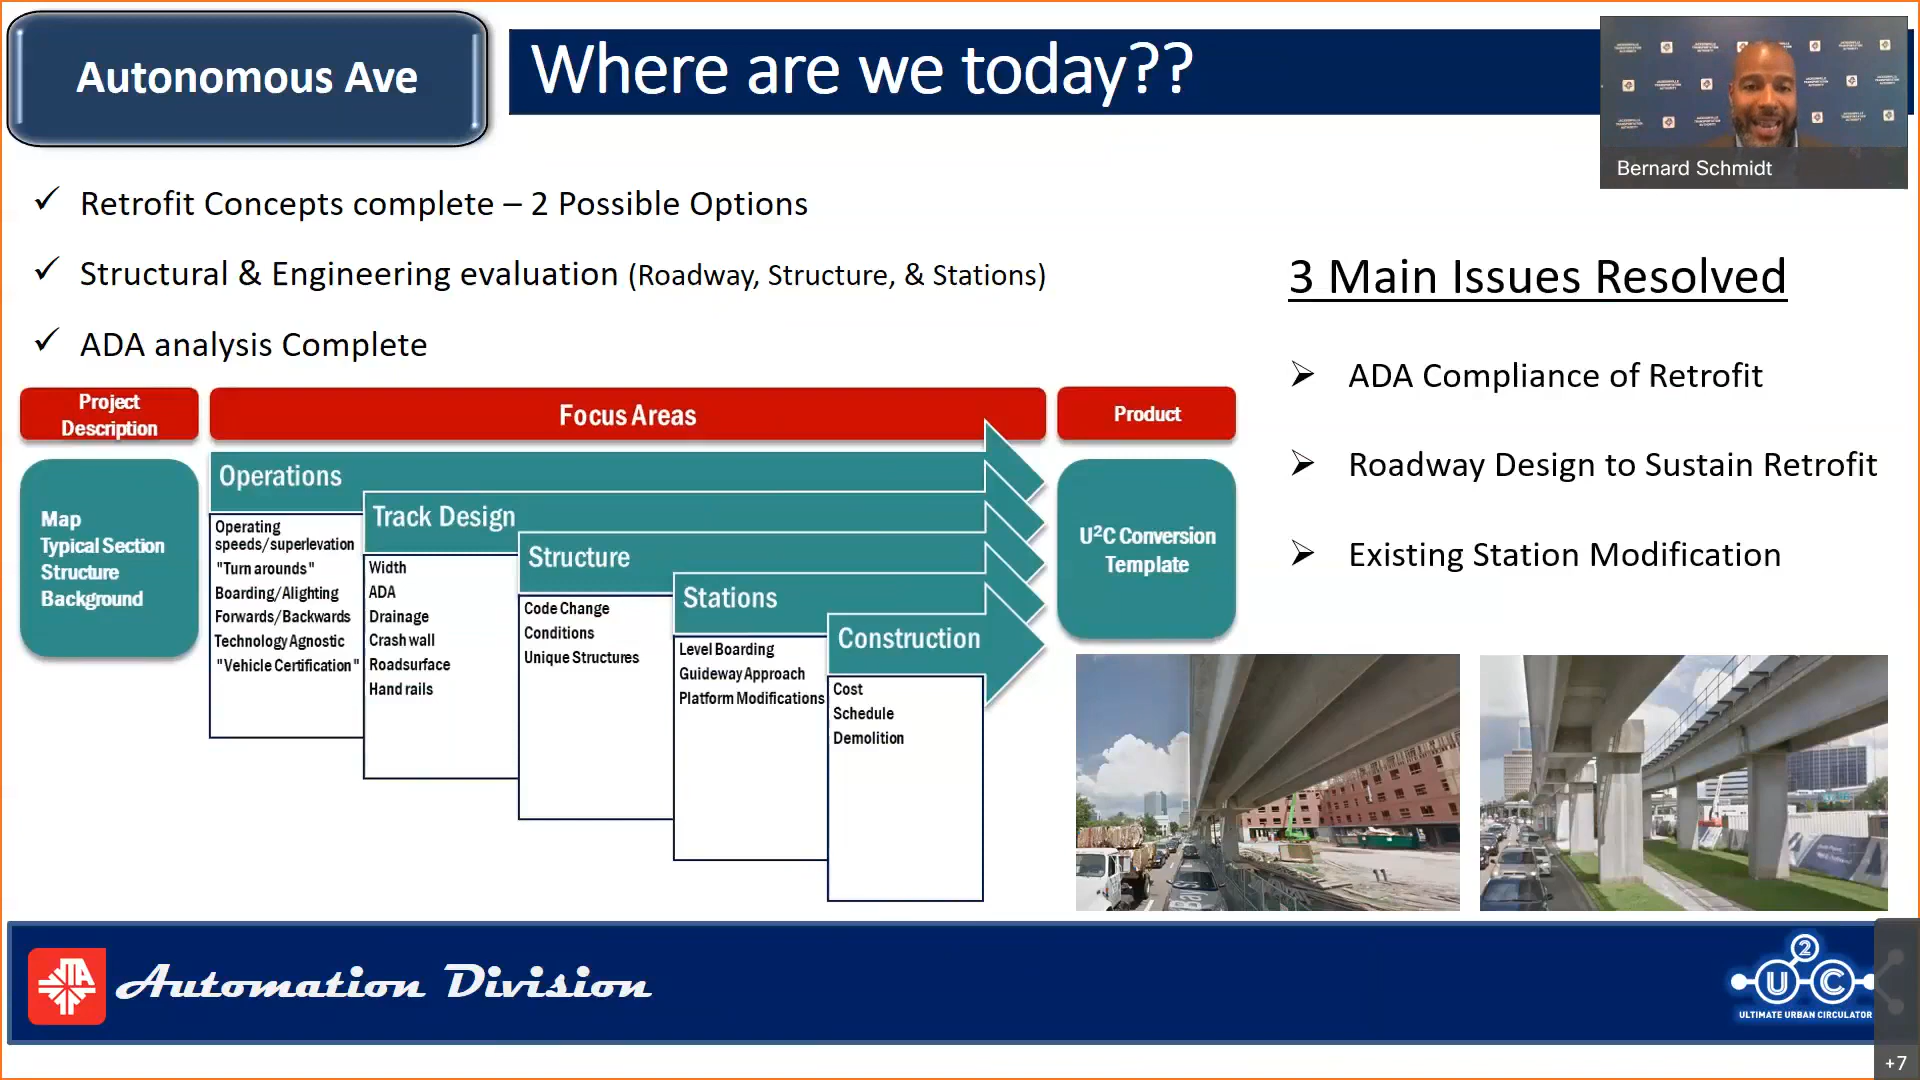 Autonomous Ave
Where are we today??
Bernard Schmidt
✓ Retrofit Concepts complete – 2 Possible Options
✓ Structural & Engineering evaluation (Roadway, Structure, & Stations)
✓ ADA analysis Complete
3 Main Issues Resolved
➢ ADA Compliance of Retrofit
➢ Roadway Design to Sustain Retrofit
➢ Existing Station Modification
Project
Description
Focus Areas
Product
Map
Typical Section
Structure
Background
Operations
Operating
speeds/superlevation
"Turn arounds"
Boarding/Alighting
Forwards/Backwards
Technology Agnostic
"Vehicle Certification"
Track Design
Width
ADA
Drainage
Crash wall
Roadsurface
Hand rails
Structure
Code Change
Conditions
Unique Structures
Stations
Level Boarding
Guideway Approach
Platform Modifications
Construction
Cost
Schedule
Demolition
U²C Conversion
Template
JTA
Automation Division
2
U C
ULTIMATE URBAN CIRCULATOR
+7